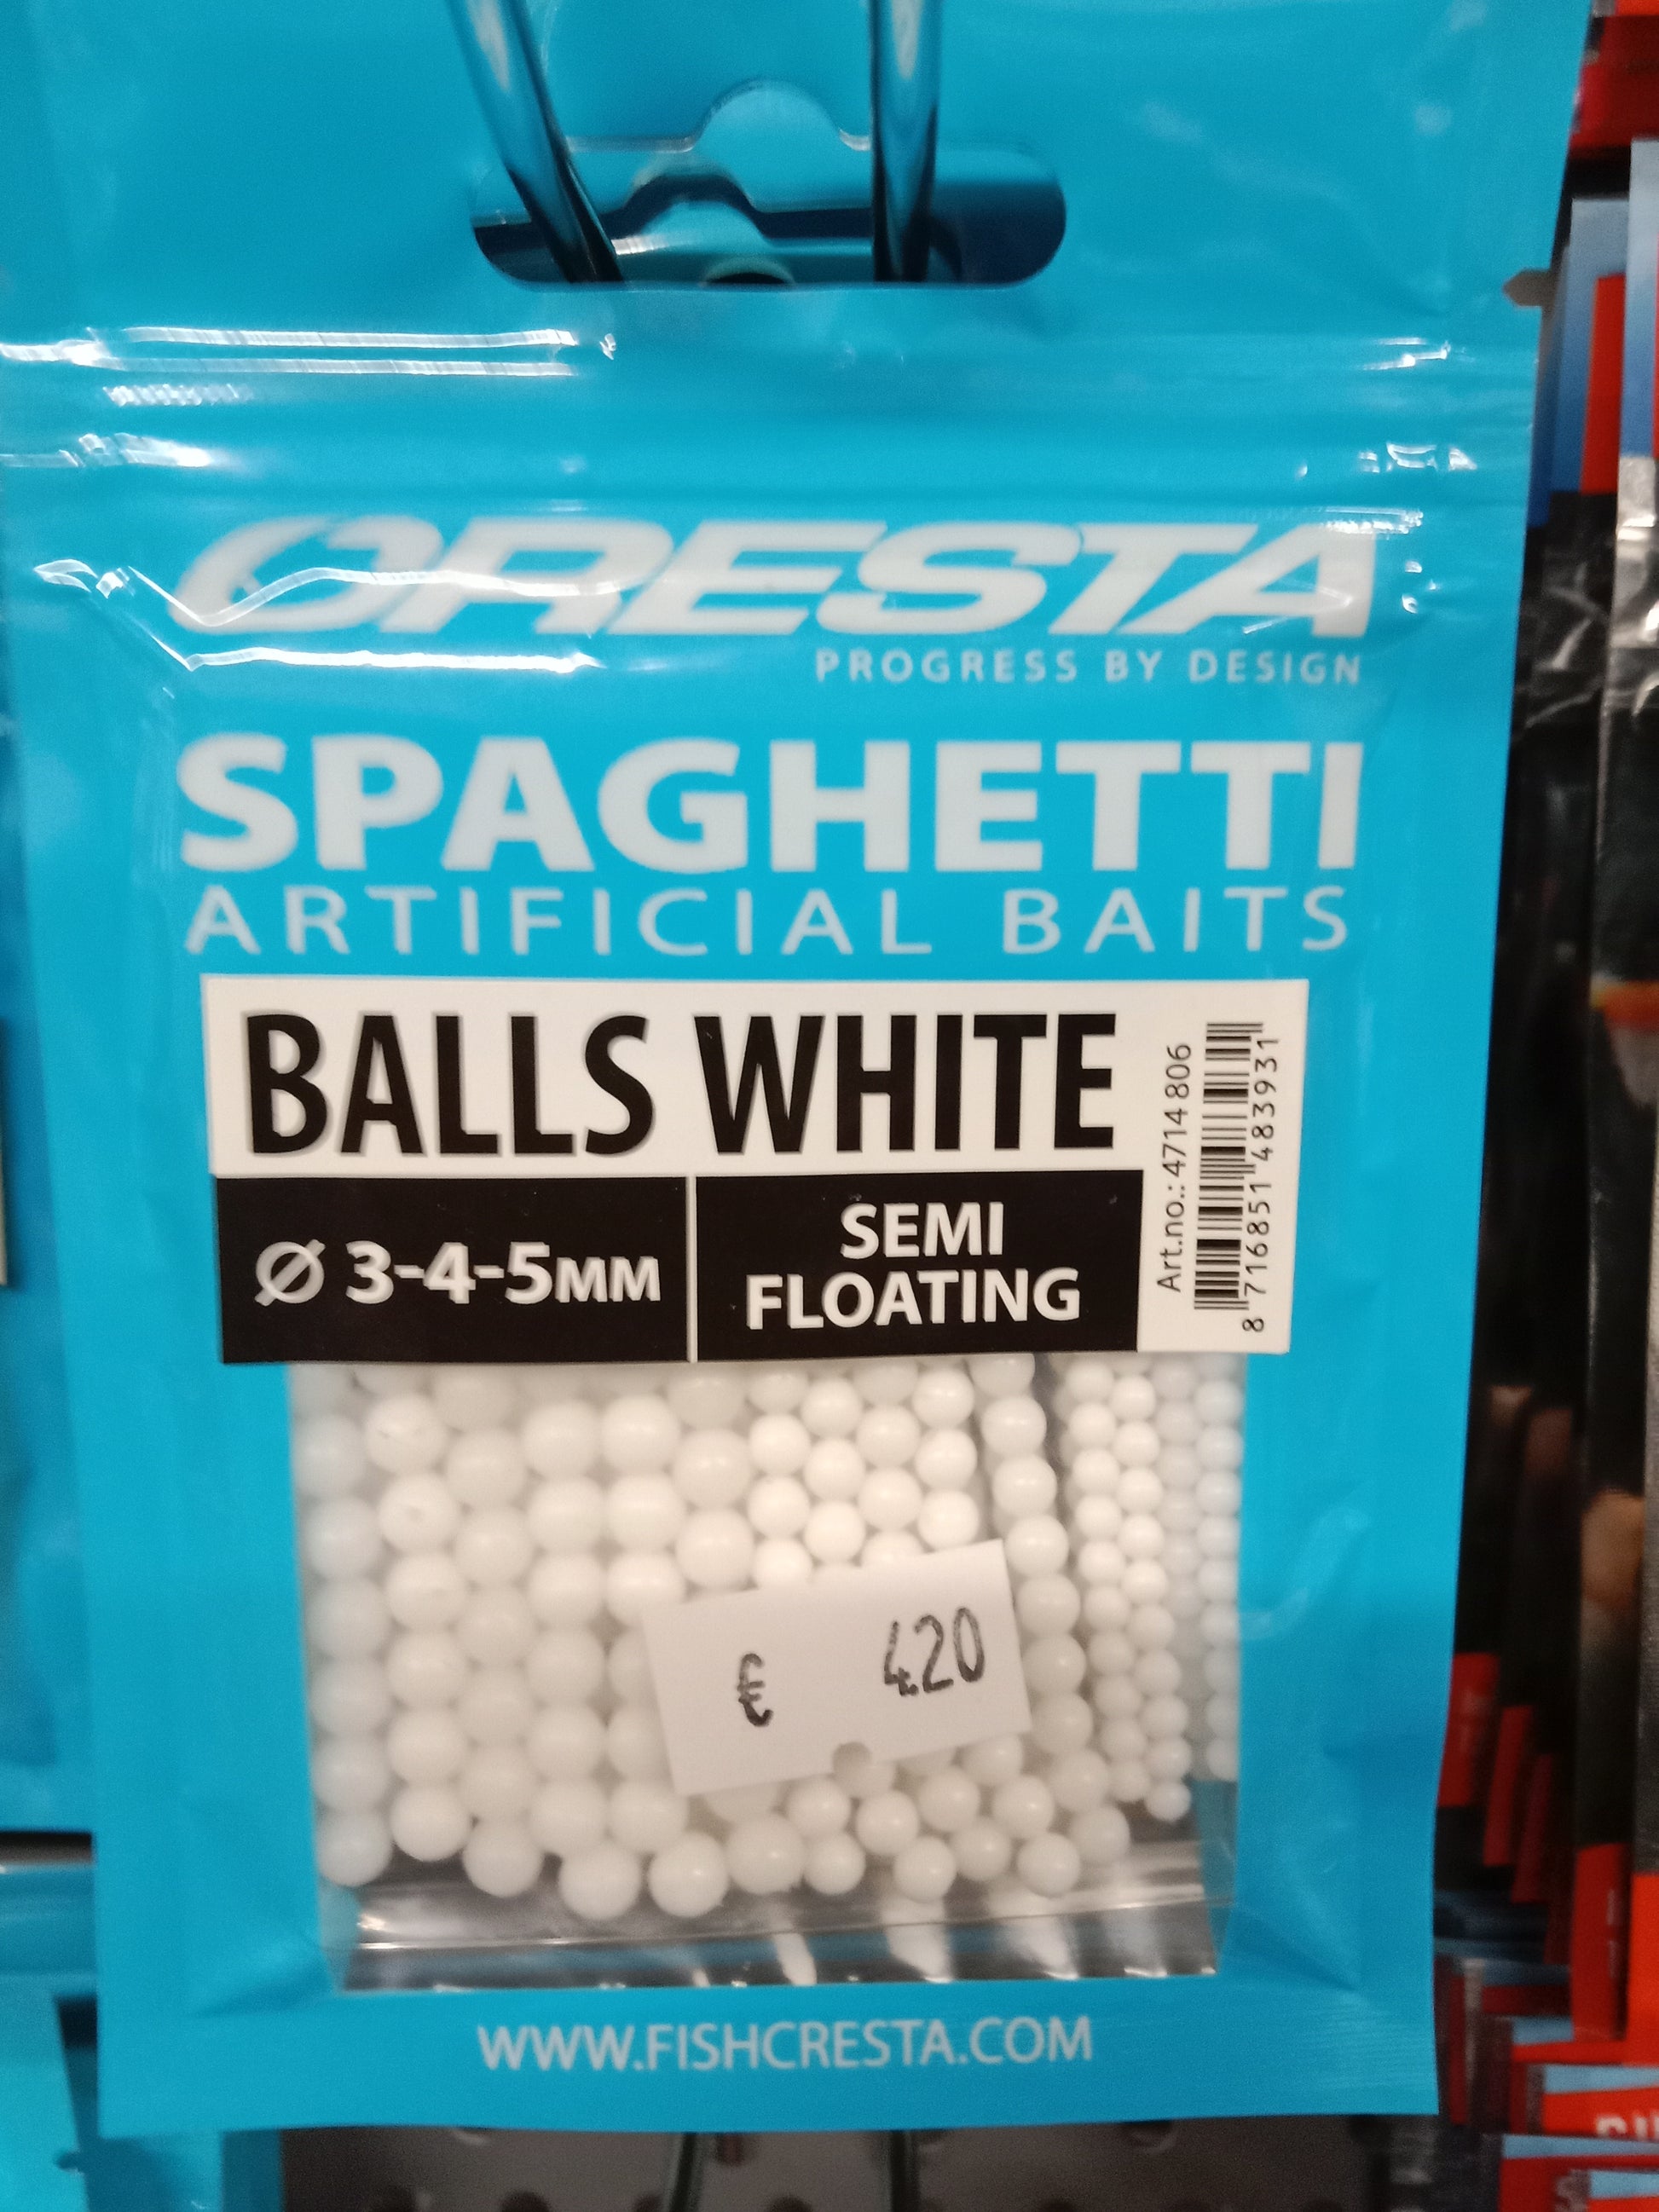 CRESTA
PROGRESS BY DESIGN
SPAGHETTI
ARTIFICIAL BAITS
BALLS WHITE
Ø 3-4-5MM
SEMI
FLOATING
Art.no.: 4714 806
8 716851 483931
€ 420
WWW.FISHCRESTA.COM